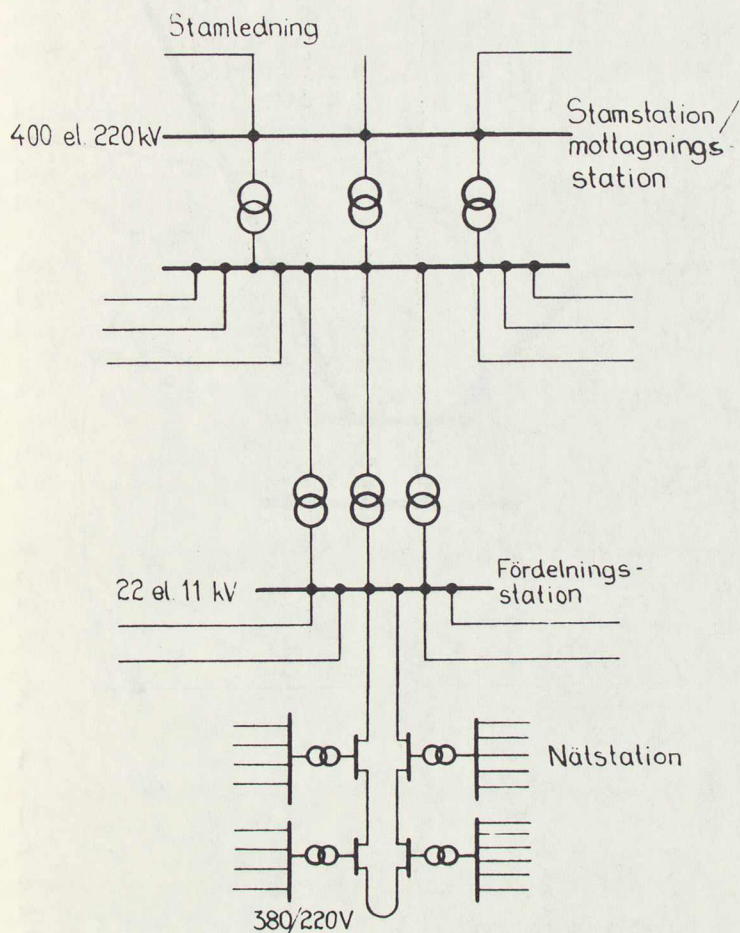 Stamledning
400 el. 220 kV
Stamstation/
mottagnings-
station
22 el. 11 kV
Fördelnings-
station
Nätstation
380/220V